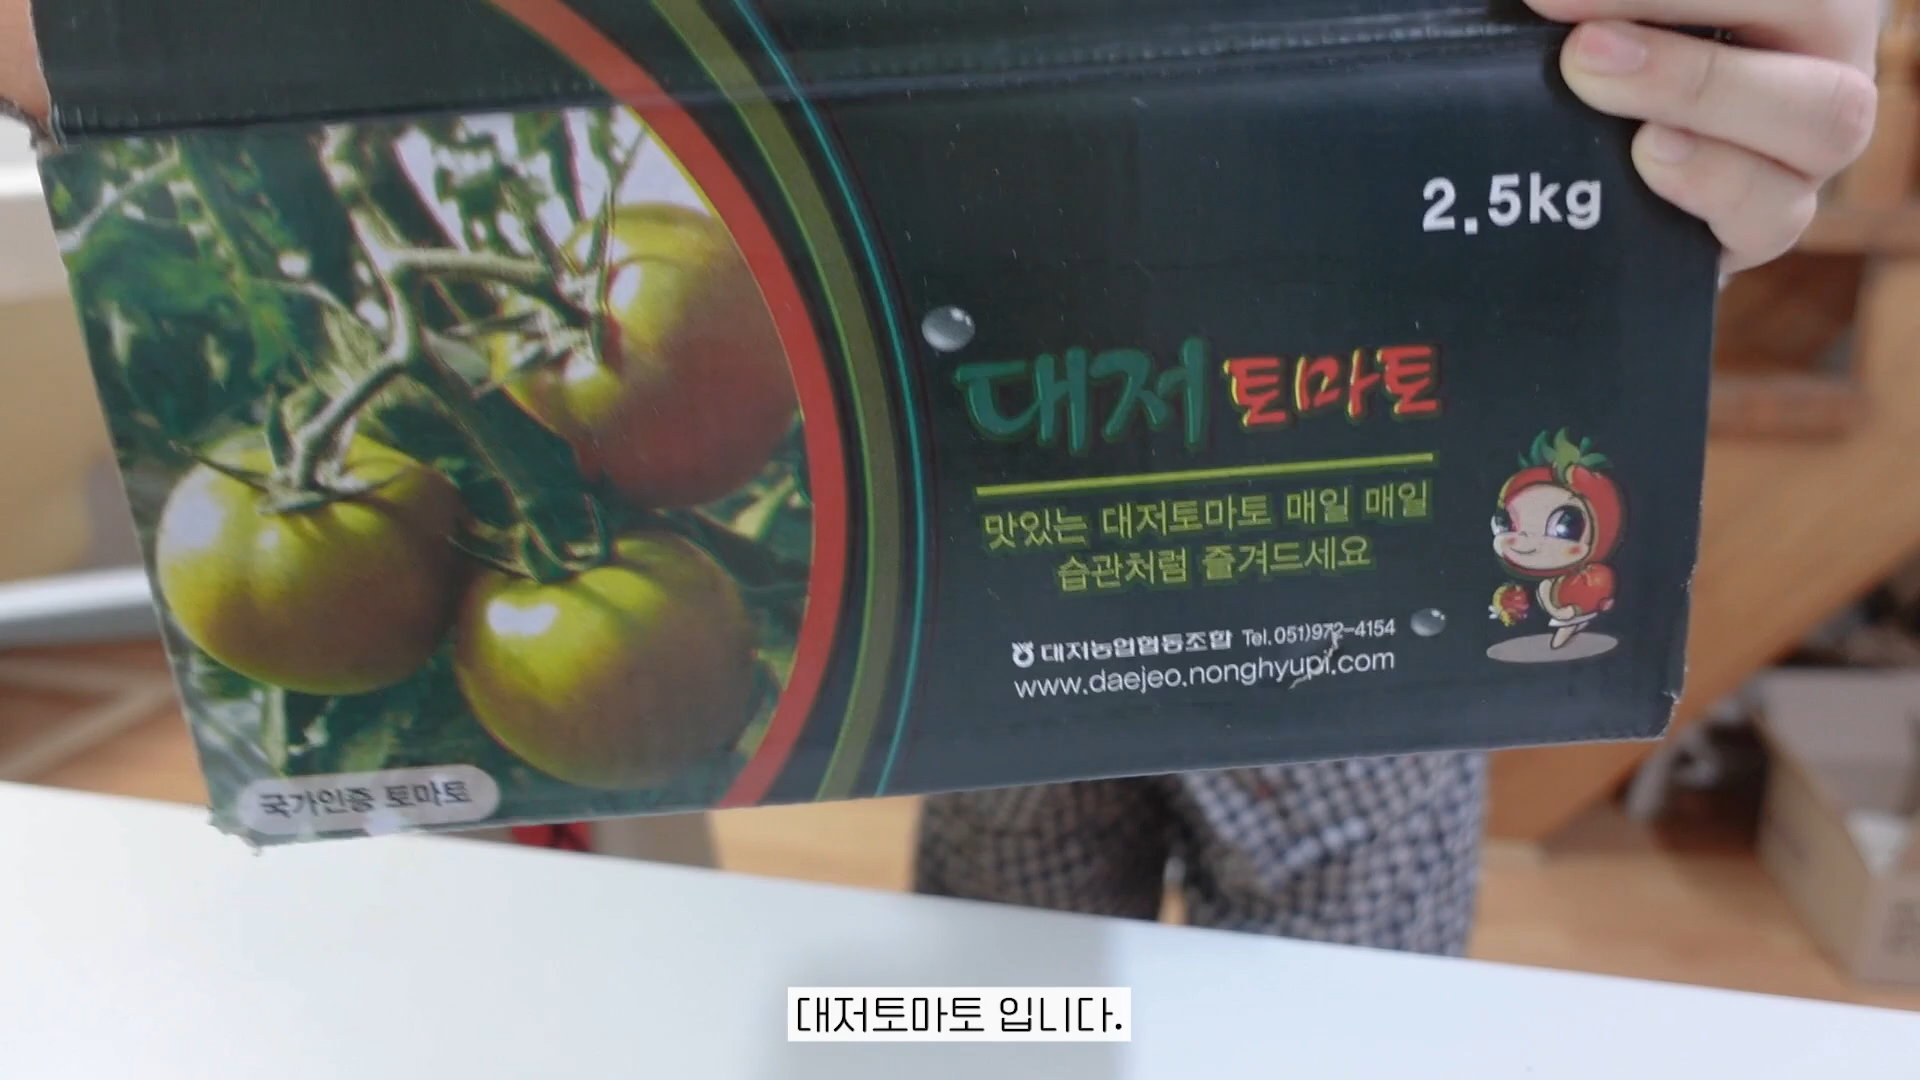 2.5kg
대저 토마토
맛있는 대저토마토 매일 매일
습관처럼 즐겨드세요
대저농업협동조합 Tel.051)972-4154
www.daejeo.nonghyupi.com
국가인증 토마토
대저토마토 입니다.